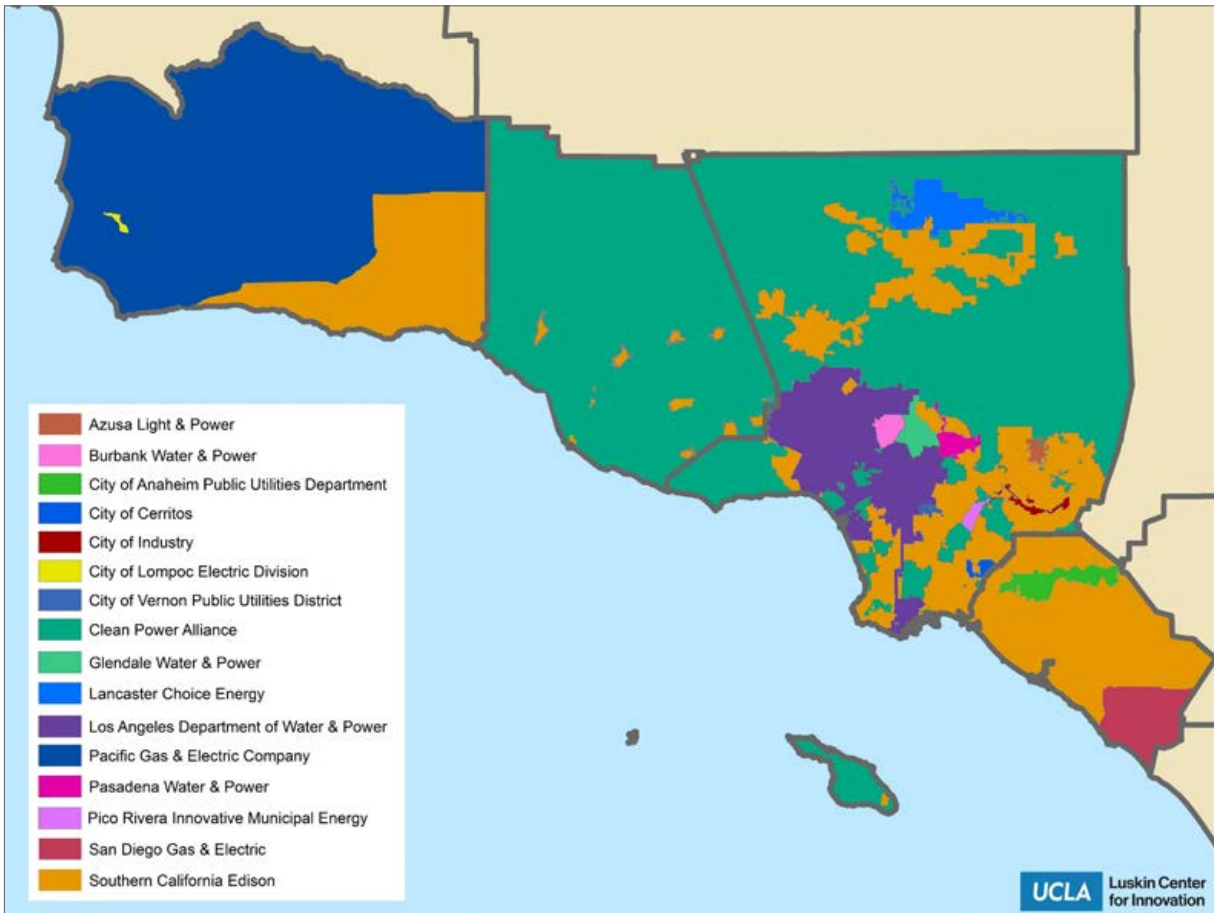 Azusa Light & Power
Burbank Water & Power
City of Anaheim Public Utilities Department
City of Cerritos
City of Industry
City of Lompoc Electric Division
City of Vernon Public Utilities District
Clean Power Alliance
Glendale Water & Power
Lancaster Choice Energy
Los Angeles Department of Water & Power
Pacific Gas & Electric Company
Pasadena Water & Power
Pico Rivera Innovative Municipal Energy
San Diego Gas & Electric
Southern California Edison
UCLA
Luskin Center
for Innovation